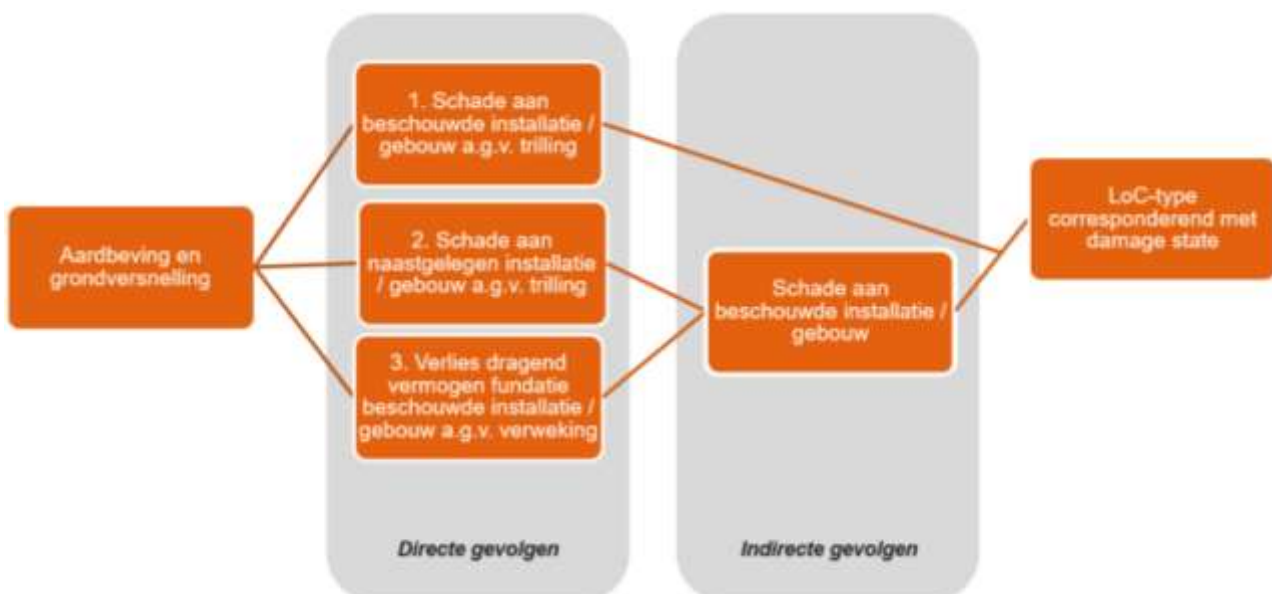 Aardbeving en
grondversnelling
1. Schade aan
beschouwde installatie /
gebouw a.g.v. trilling
2. Schade aan
naastgelegen installatie
/ gebouw a.g.v. trilling
3. Verlies dragend
vermogen fundatie
beschouwde installatie /
gebouw a.g.v. verweking
Directe gevolgen
Schade aan
beschouwde installatie /
gebouw
Indirecte gevolgen
LoC-type
corresponderend met
damage state